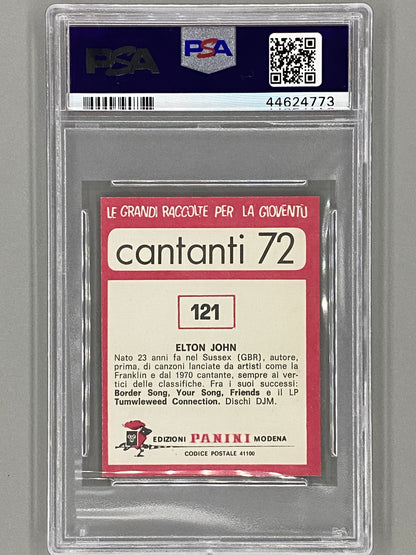 PSA
PSA
44624773
LE GRANDI RACCOLTE PER LA GIOVENTÙ
cantanti 72
121
ELTON JOHN
Nato 23 anni fa nel Sussex (GBR), autore,
prima, di canzoni lanciate da artisti come la
Franklin e dal 1970 cantante, sempre ai ver-
tici delle classifiche. Fra i suoi successi:
Border Song, Your Song, Friends e il LP
Tumwleweed Connection. Dischi DJM.
EDIZIONI PANINI MODENA
CODICE POSTALE 41100